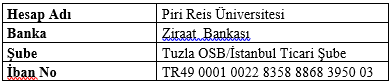 Hesap Adı Piri Reis Üniversitesi
Banka Ziraat Bankası
Şube Tuzla OSB/İstanbul Ticari Şube
İban No TR49 0001 0022 8358 8868 3950 03